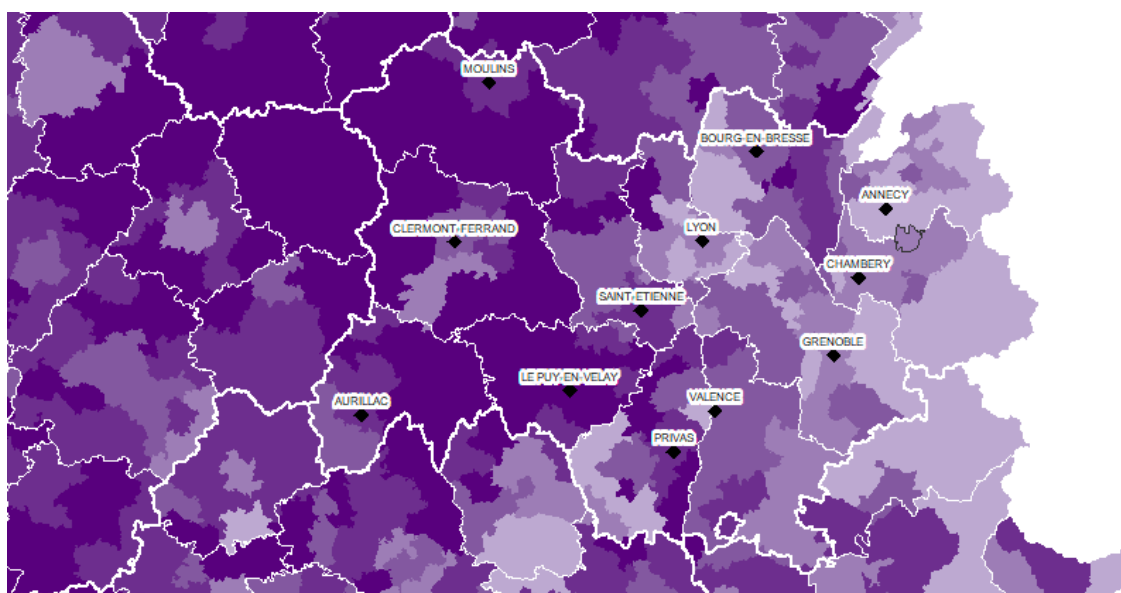 MOULINS
BOURG-EN-BRESSE
ANNECY
CLERMONT-FERRAND
LYON
CHAMBERY
SAINT-ETIENNE
GRENOBLE
LE PUY-EN-VELAY
AURILLAC
VALENCE
PRIVAS